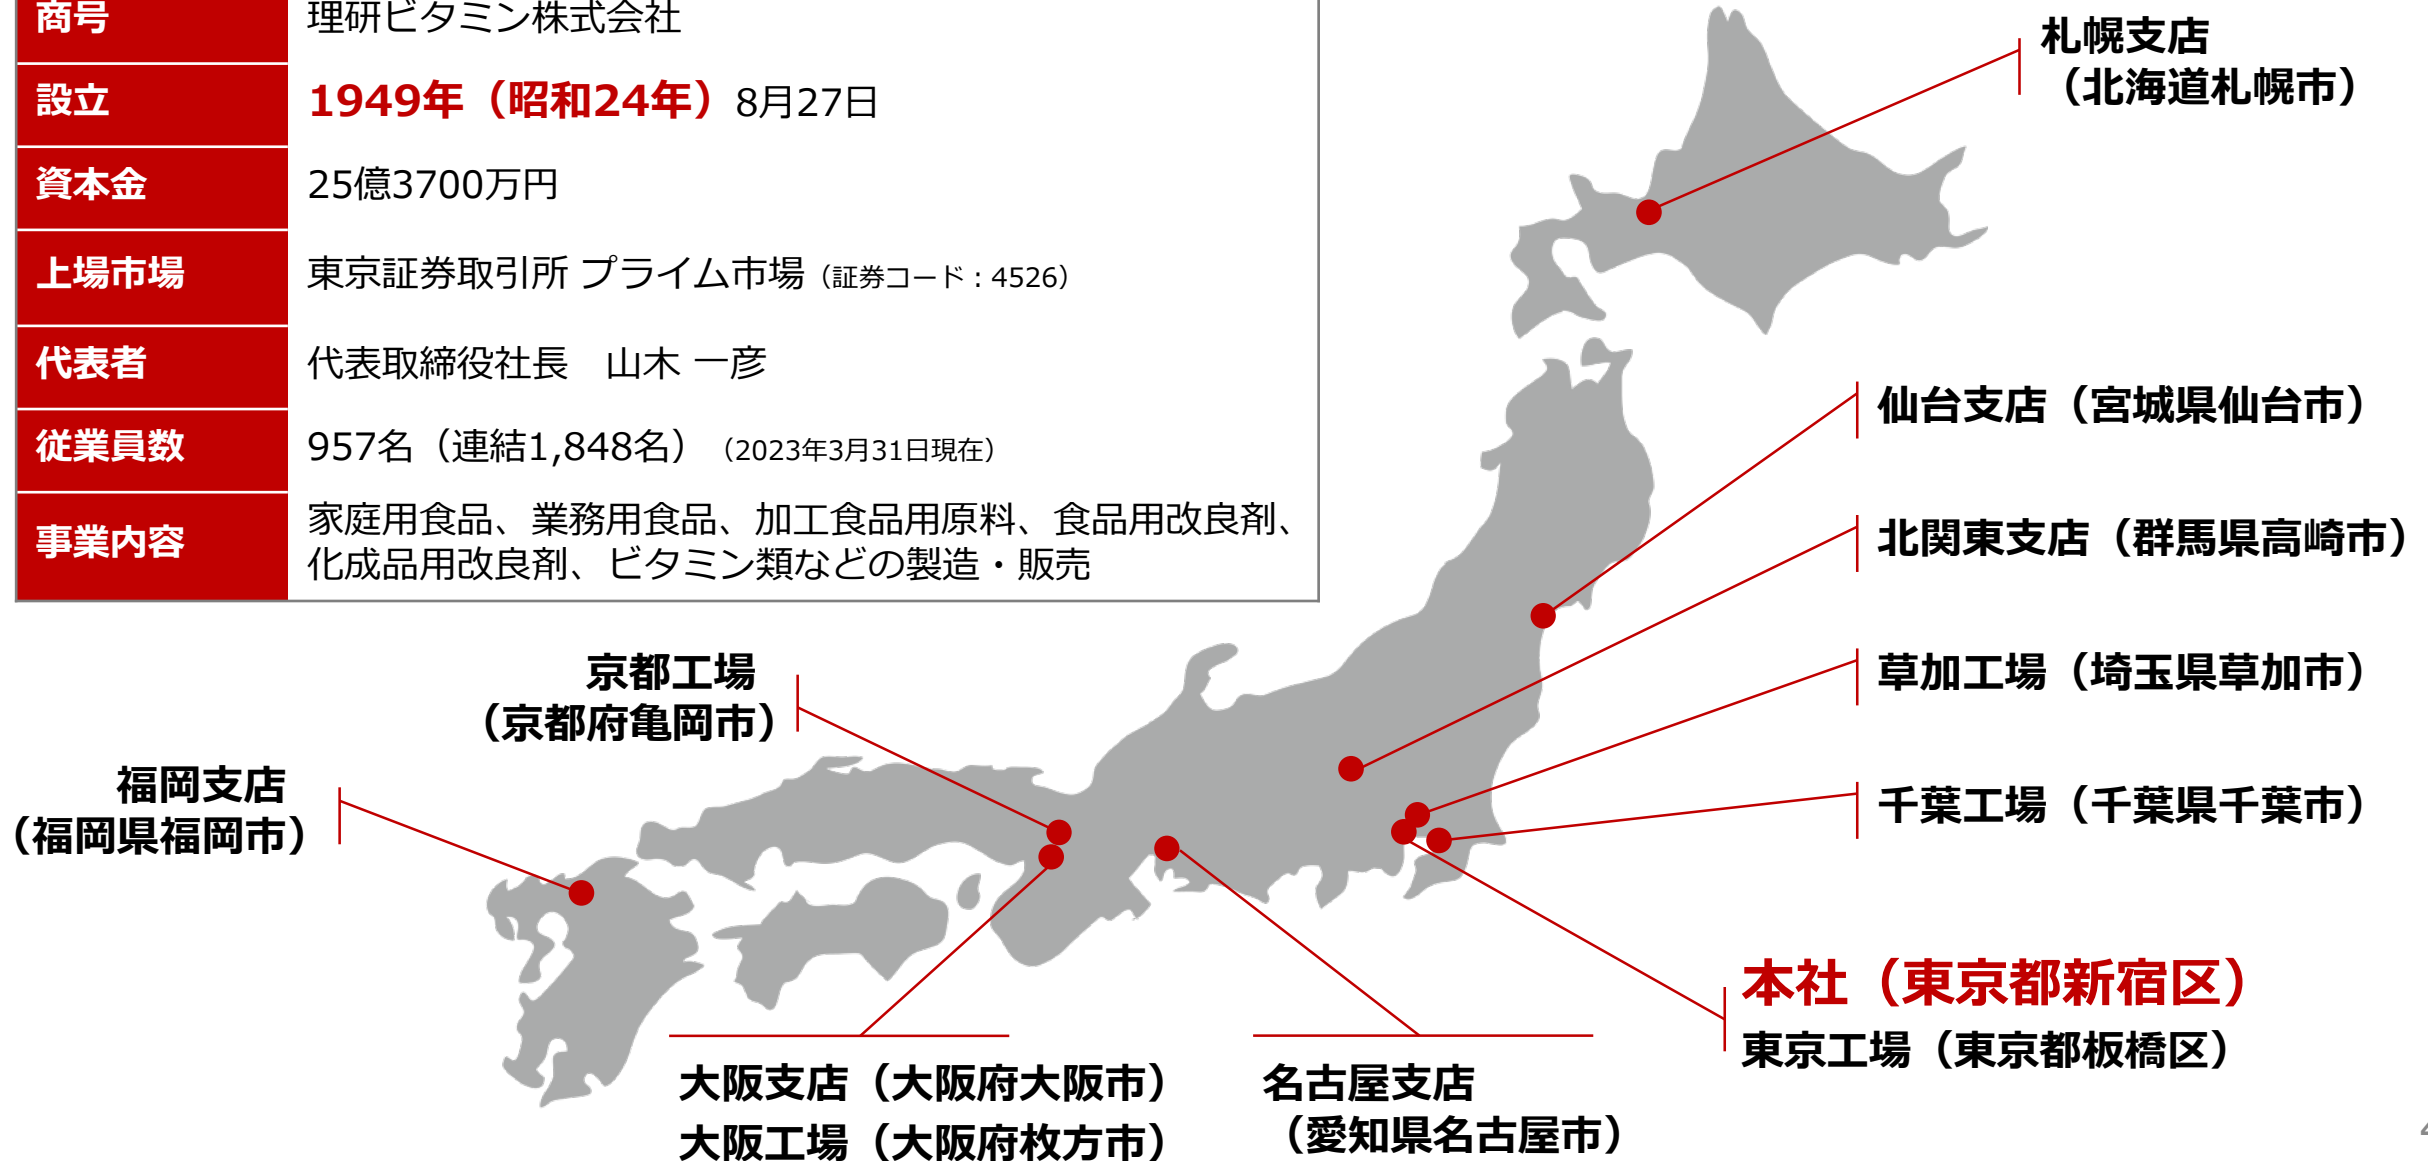 商号 理研ビタミン株式会社
設立 1949年（昭和24年）8月27日
資本金 25億3700万円
上場市場 東京証券取引所 プライム市場（証券コード：4526）
代表者 代表取締役社長　山木 一彦
従業員数 957名（連結1,848名）（2023年3月31日現在）
事業内容 家庭用食品、業務用食品、加工食品用原料、食品用改良剤、
化成品用改良剤、ビタミン類などの製造・販売
札幌支店
（北海道札幌市）
仙台支店（宮城県仙台市）
北関東支店（群馬県高崎市）
草加工場（埼玉県草加市）
千葉工場（千葉県千葉市）
本社（東京都新宿区）
東京工場（東京都板橋区）
京都工場
（京都府亀岡市）
福岡支店
（福岡県福岡市）
大阪支店（大阪府大阪市）
大阪工場（大阪府枚方市）
名古屋支店
（愛知県名古屋市）